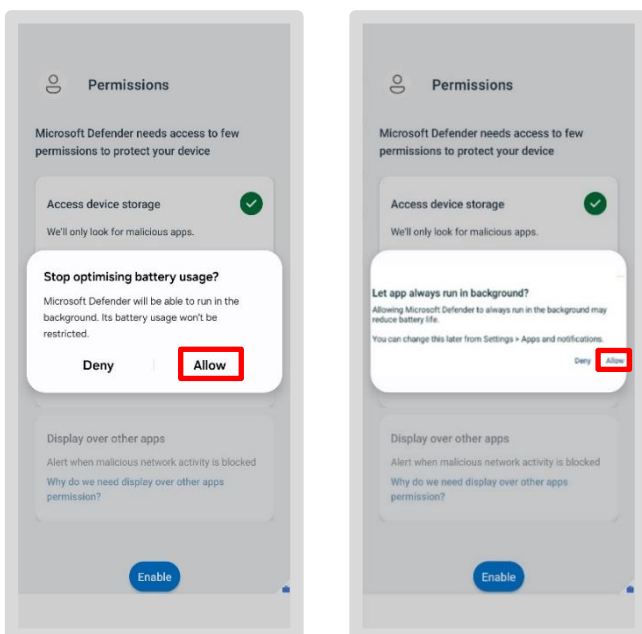 Permissions
Microsoft Defender needs access to few
permissions to protect your device
Access device storage
We'll only look for malicious apps.
Stop optimising battery usage?
Microsoft Defender will be able to run in the
background. Its battery usage won't be
restricted.
Deny
Allow
Display over other apps
Alert when malicious network activity is blocked
Why do we need display over other apps
permission?
Enable
Permissions
Microsoft Defender needs access to few
permissions to protect your device
Access device storage
We'll only look for malicious apps.
Let app always run in background?
Allowing Microsoft Defender to always run in the background may
reduce battery life.
You can change this later from Settings > Apps and notifications.
Deny
Allow
Display over other apps
Alert when malicious network activity is blocked
Why do we need display over other apps
permission?
Enable